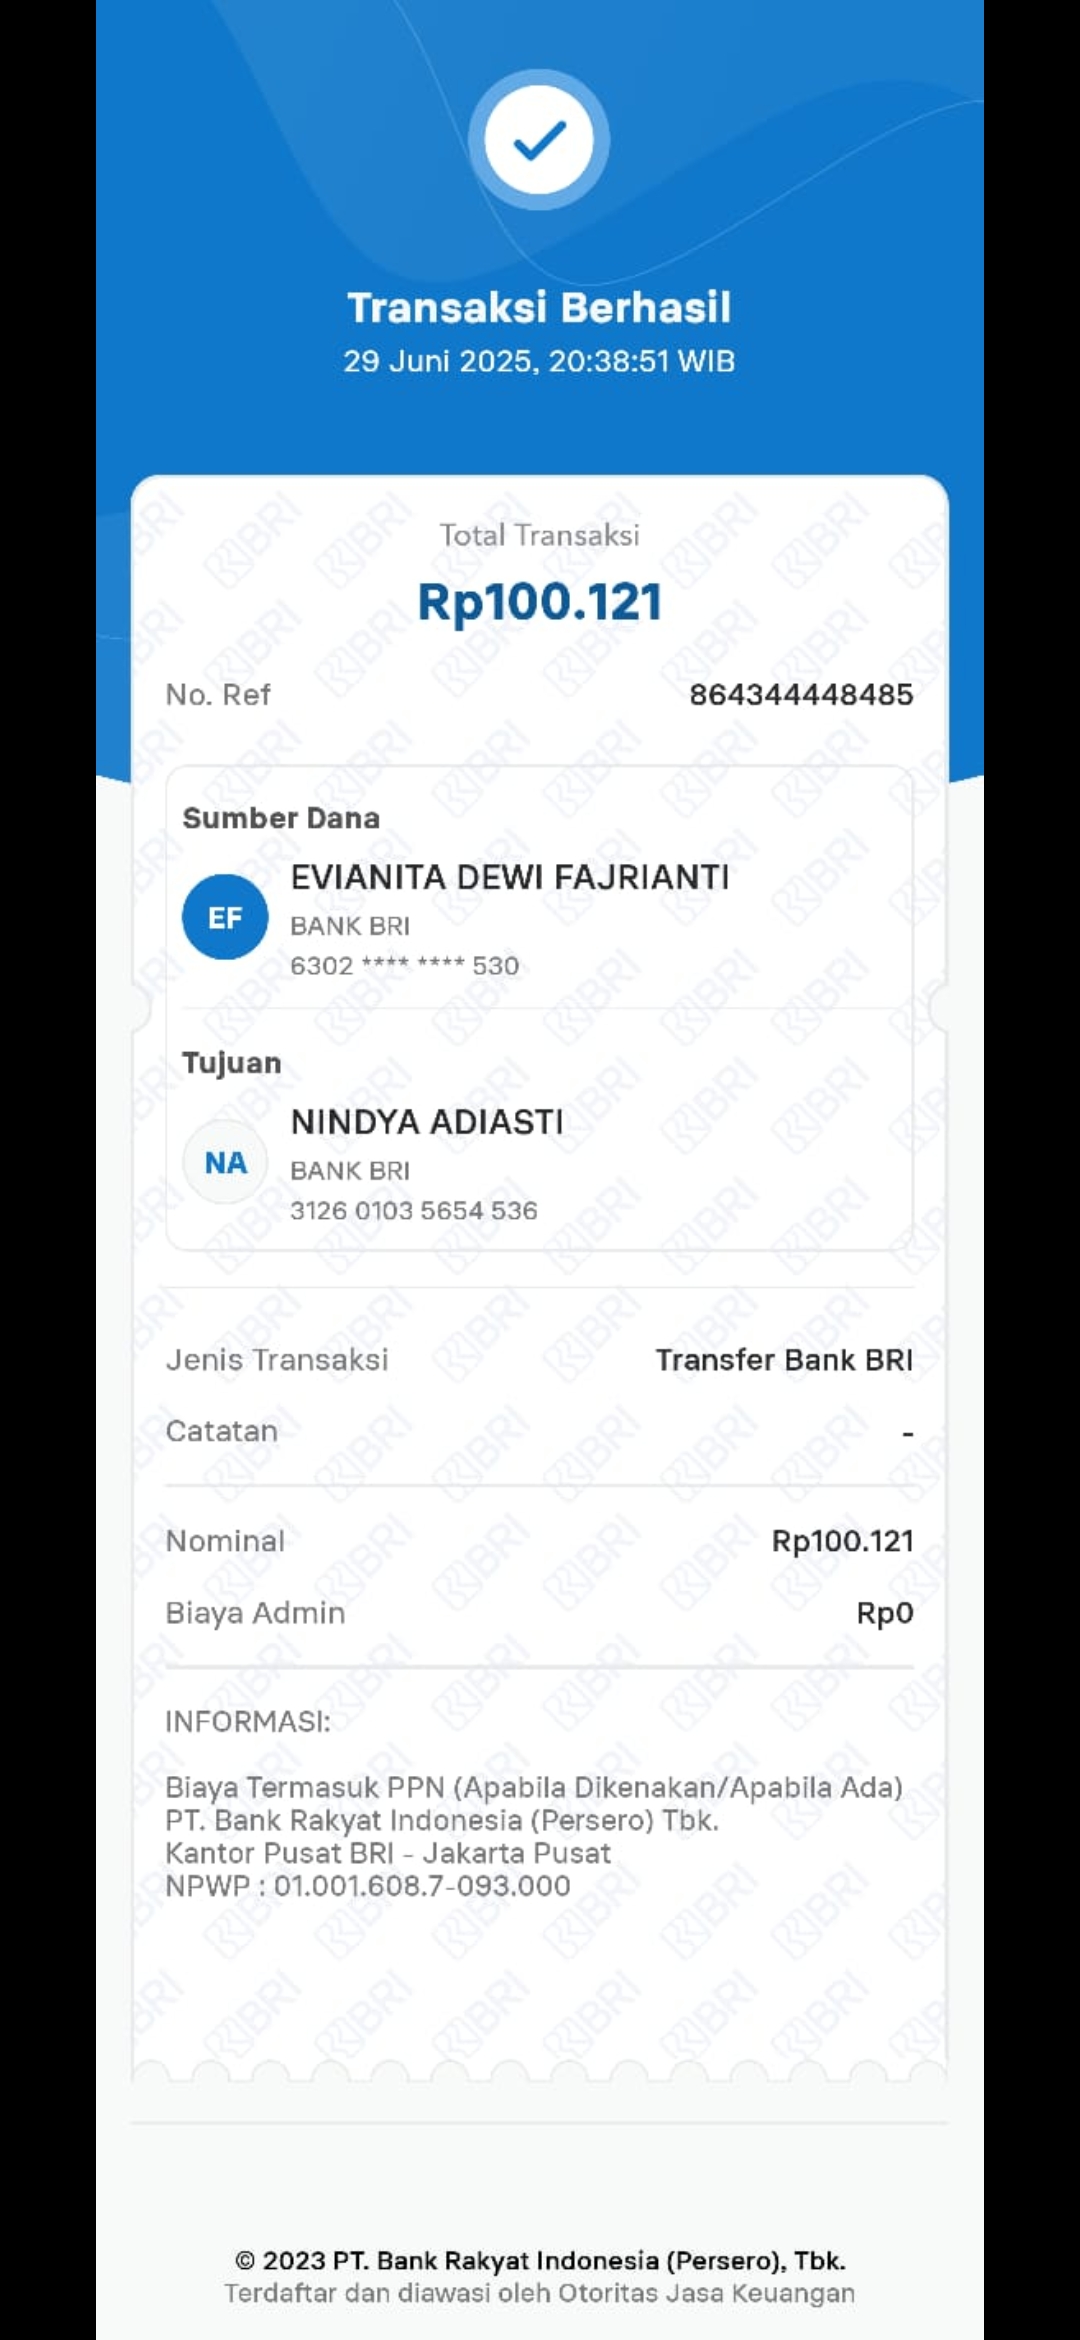 Transaksi Berhasil
29 Juni 2025, 20:38:51 WIB
Total Transaksi
Rp100.121
No. Ref 864344448485
Sumber Dana
EF
EVIANITA DEWI FAJRIANTI
BANK BRI
6302 **** **** 530
Tujuan
NA
NINDYA ADIASTI
BANK BRI
3126 0103 5654 536
Jenis Transaksi Transfer Bank BRI
Catatan -
Nominal Rp100.121
Biaya Admin Rp0
INFORMASI:
Biaya Termasuk PPN (Apabila Dikenakan/Apabila Ada)
PT. Bank Rakyat Indonesia (Persero) Tbk.
Kantor Pusat BRI - Jakarta Pusat
NPWP : 01.001.608.7-093.000
© 2023 PT. Bank Rakyat Indonesia (Persero), Tbk.
Terdaftar dan diawasi oleh Otoritas Jasa Keuangan